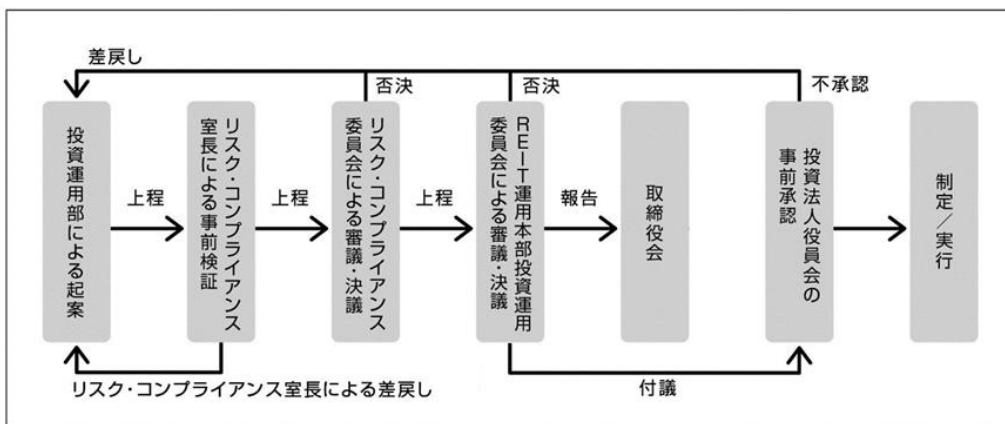 差戻し
否決
否決
不承認
投資運用部による起案
上程
リスク・コンプライアンス
室長による事前検証
上程
リスク・コンプライアンス
委員会による審議・決議
上程
REIT運用本部投資運用
委員会による審議・決議
報告
取締役会
投資法人役員会の
事前承認
制定／実行
リスク・コンプライアンス室長による差戻し
付議